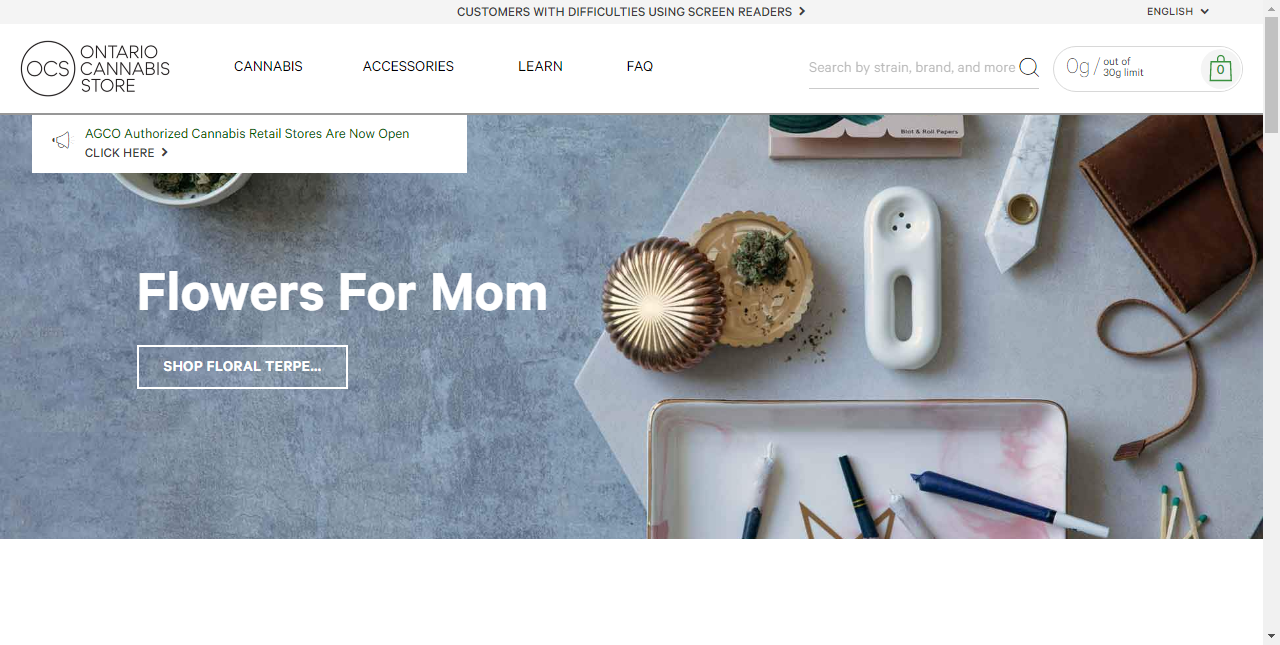 CUSTOMERS WITH DIFFICULTIES USING SCREEN READERS
ENGLISH
OCS
ONTARIO
CANNABIS
STORE
CANNABIS
ACCESSORIES
LEARN
FAQ
Search by strain, brand, and more
0g / out of
30g limit
0
AGCO Authorized Cannabis Retail Stores Are Now Open
CLICK HERE
Bint & Roll Papers
Flowers For Mom
SHOP FLORAL TERPE...